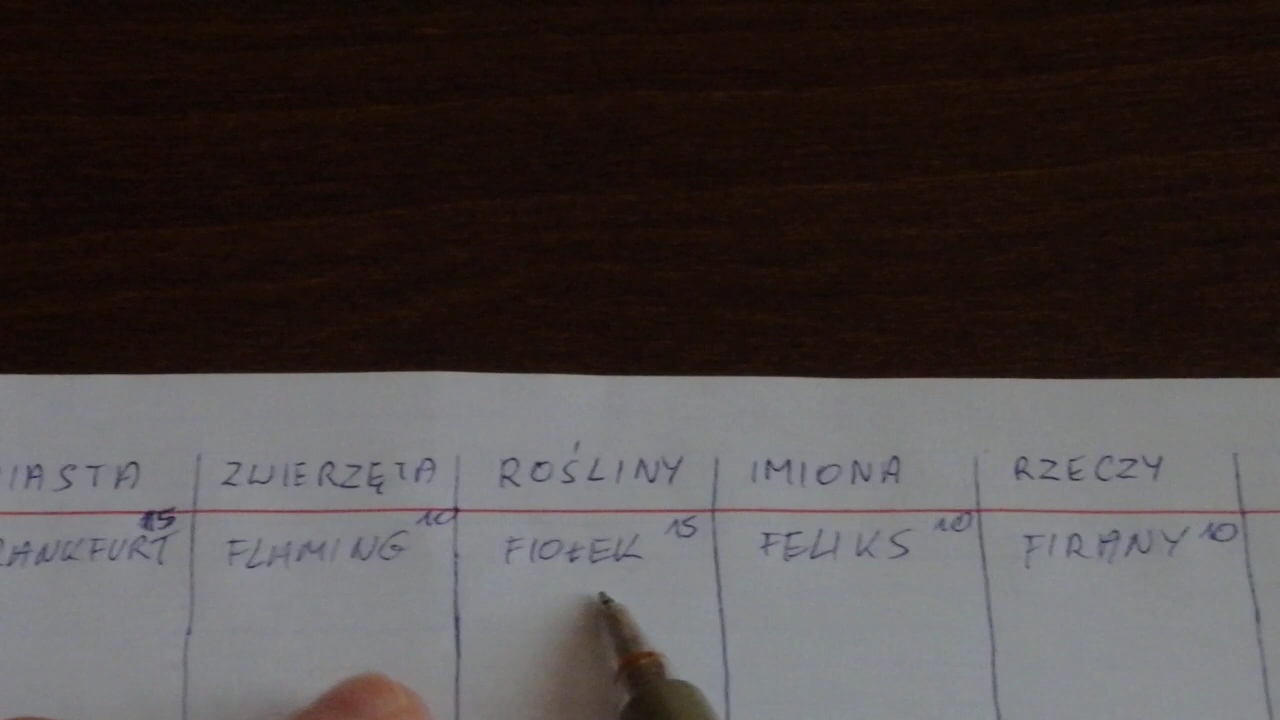 IASTA ZWIERZĘTA ROŚLINY IMIONA RZECZY
RANKFURT 15 FLAMING 10 FIOŁEK 15 FELIKS 10 FIRANY 10